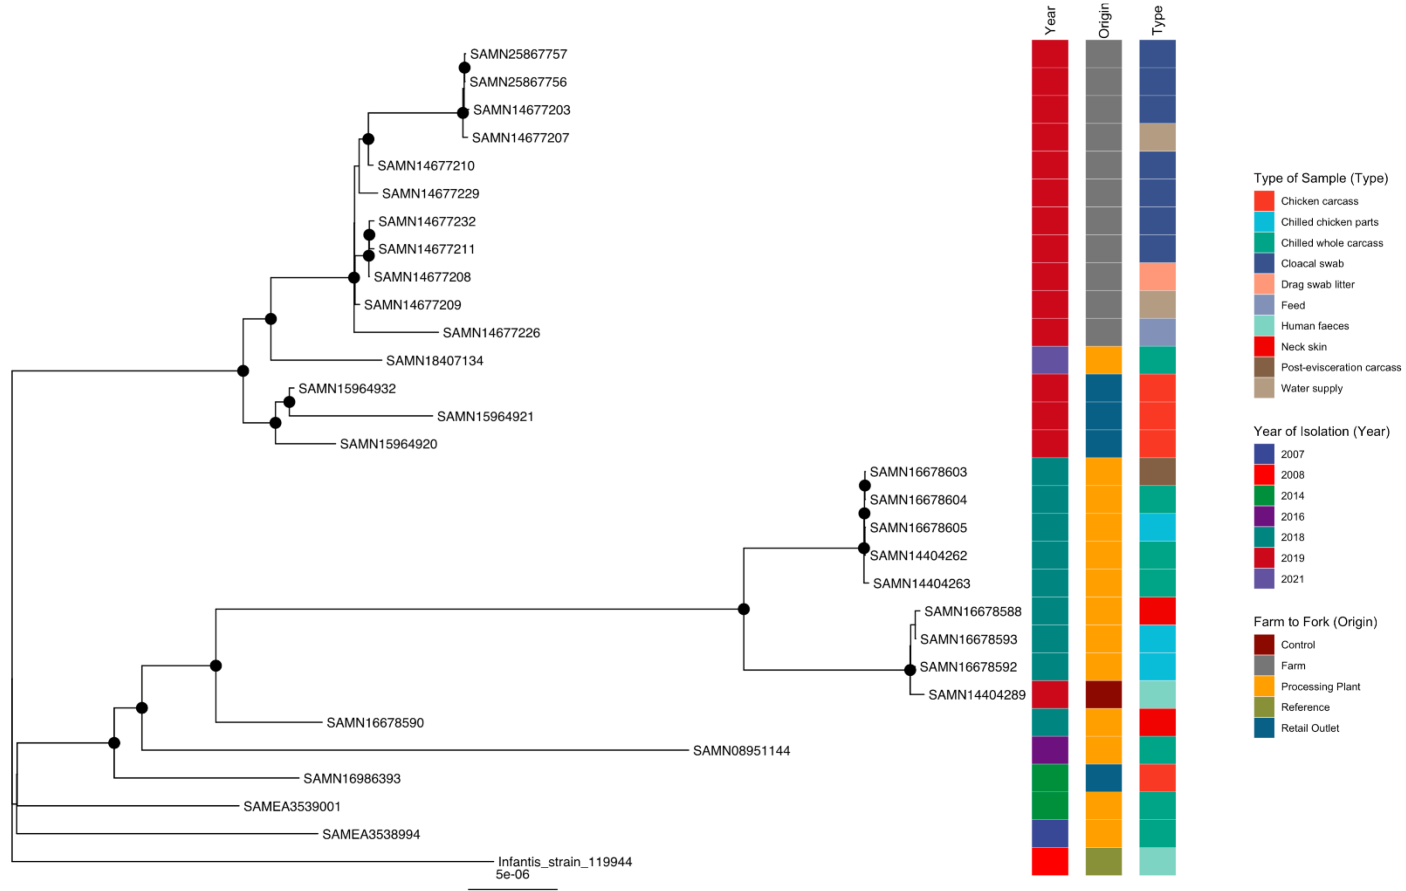 Year
Origin
Type
SAMN25867757
SAMN25867756
SAMN14677203
SAMN14677207
SAMN14677210
SAMN14677229
SAMN14677232
SAMN14677211
SAMN14677208
SAMN14677209
SAMN14677226
SAMN18407134
SAMN15964932
SAMN15964921
SAMN15964920
SAMN16678603
SAMN16678604
SAMN16678605
SAMN14404262
SAMN14404263
SAMN16678588
SAMN16678593
SAMN16678592
SAMN14404289
SAMN16678590
SAMN08951144
SAMN16986393
SAMEA3539001
SAMEA3538994
Infantis_strain_119944
5e-06
Type of Sample (Type)
Chicken carcass
Chilled chicken parts
Chilled whole carcass
Cloacal swab
Drag swab litter
Feed
Human faeces
Neck skin
Post-evisceration carcass
Water supply
Year of Isolation (Year)
2007
2008
2014
2016
2018
2019
2021
Farm to Fork (Origin)
Control
Farm
Processing Plant
Reference
Retail Outlet